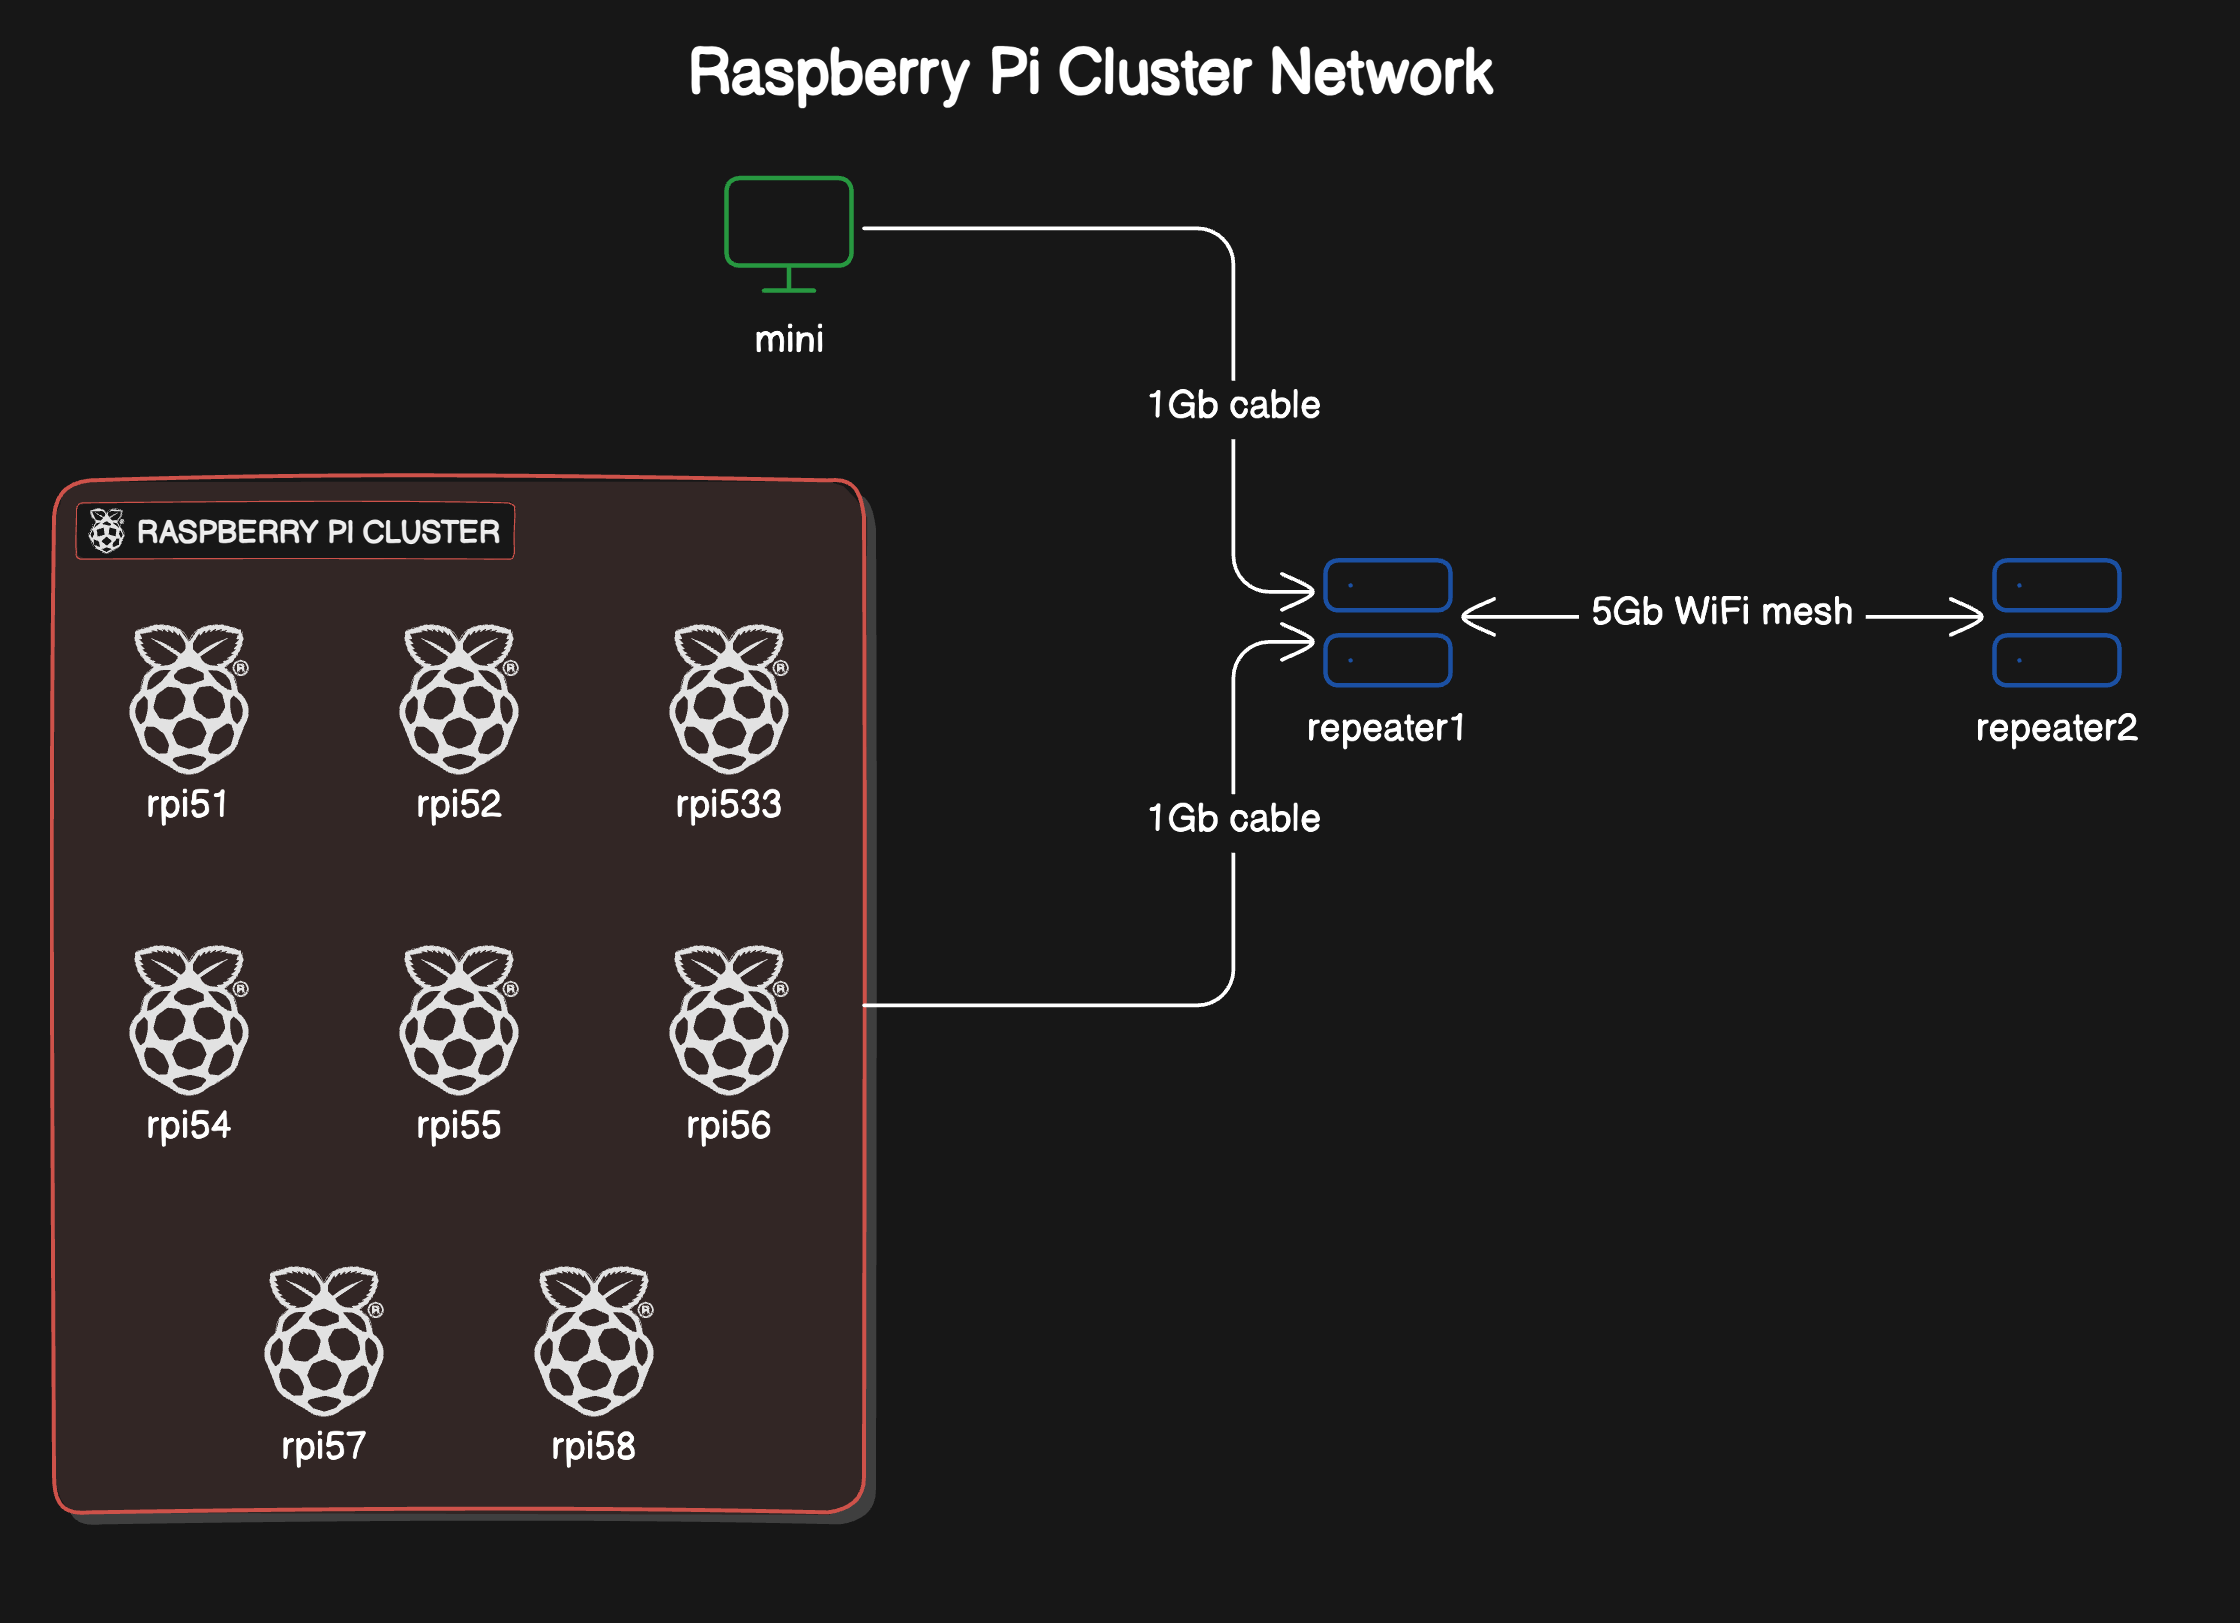 Raspberry Pi Cluster Network
mini
1Gb cable
RASPBERRY PI CLUSTER
rpi51
rpi52
rpi533
rpi54
rpi55
rpi56
rpi57
rpi58
1Gb cable
repeater1
5Gb WiFi mesh
repeater2